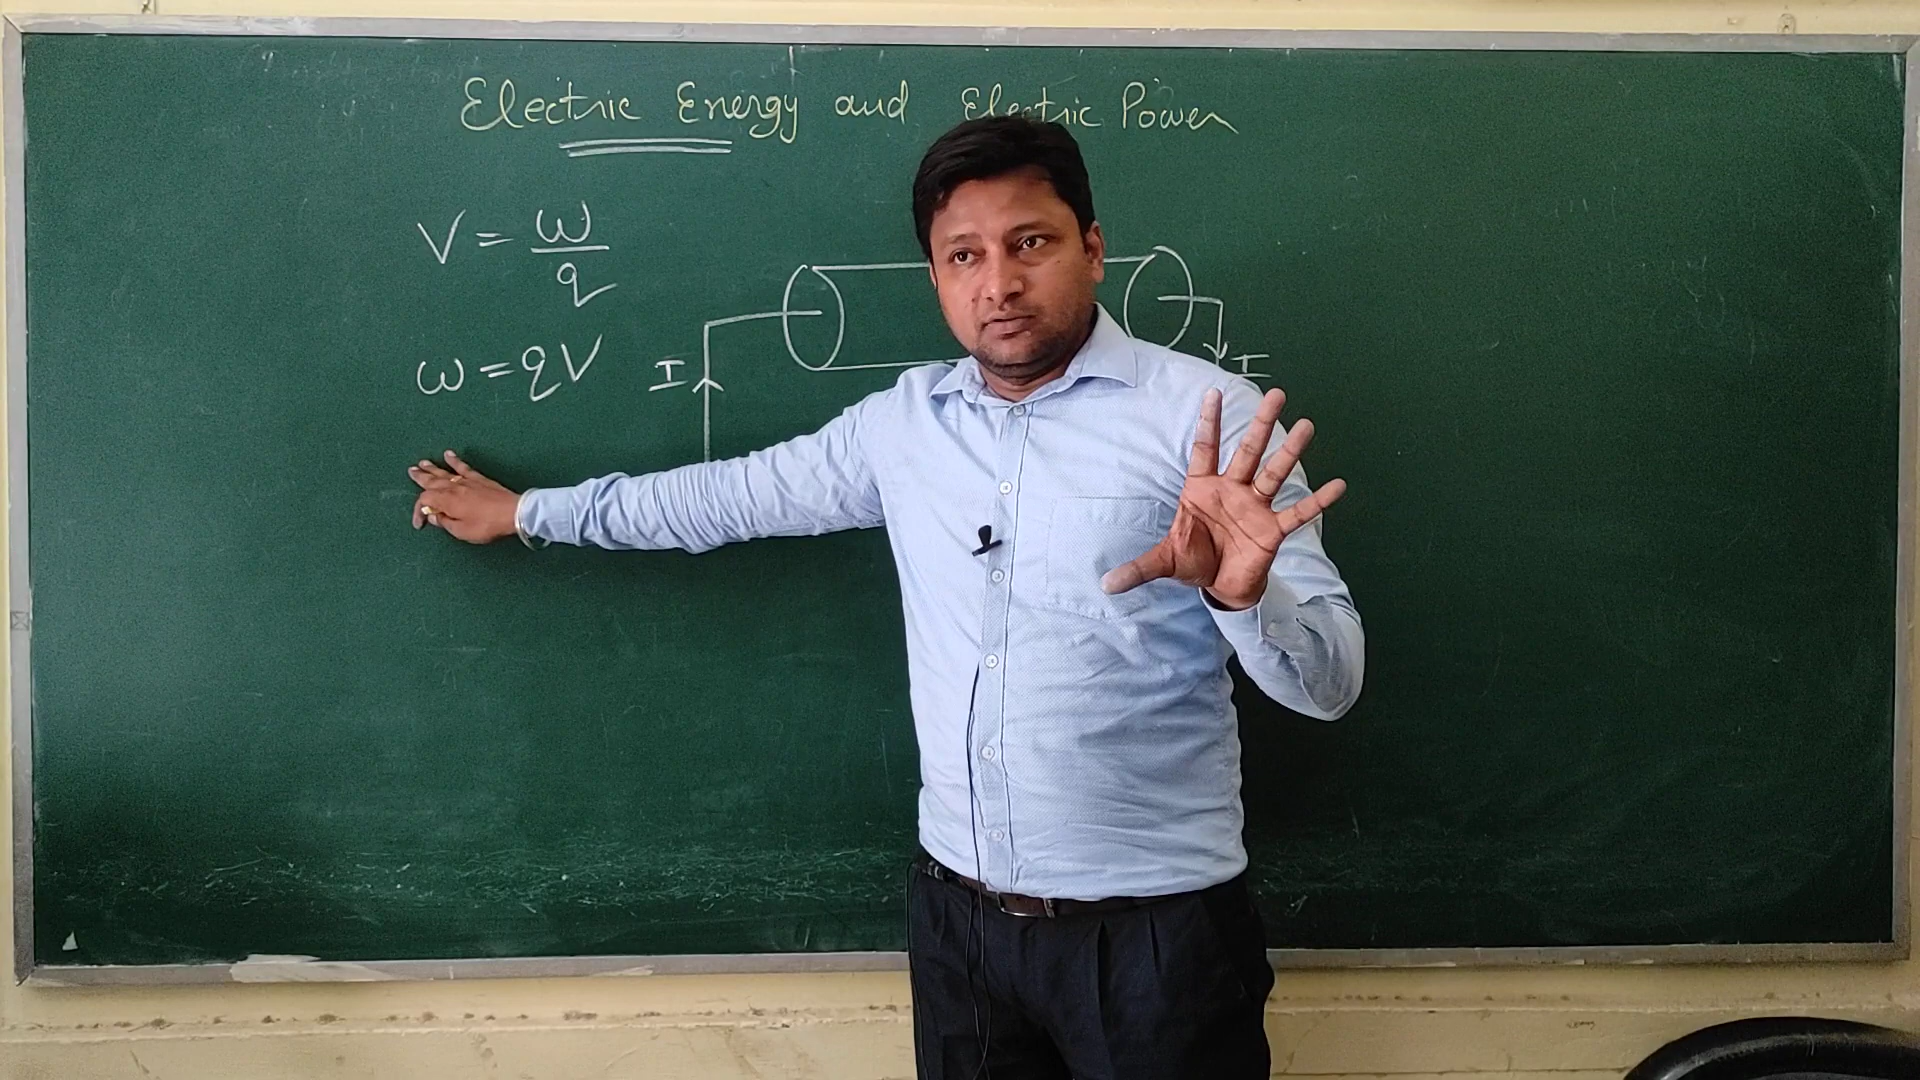 Electric Energy and Electric Power
V = W/q
W = qV
I
I